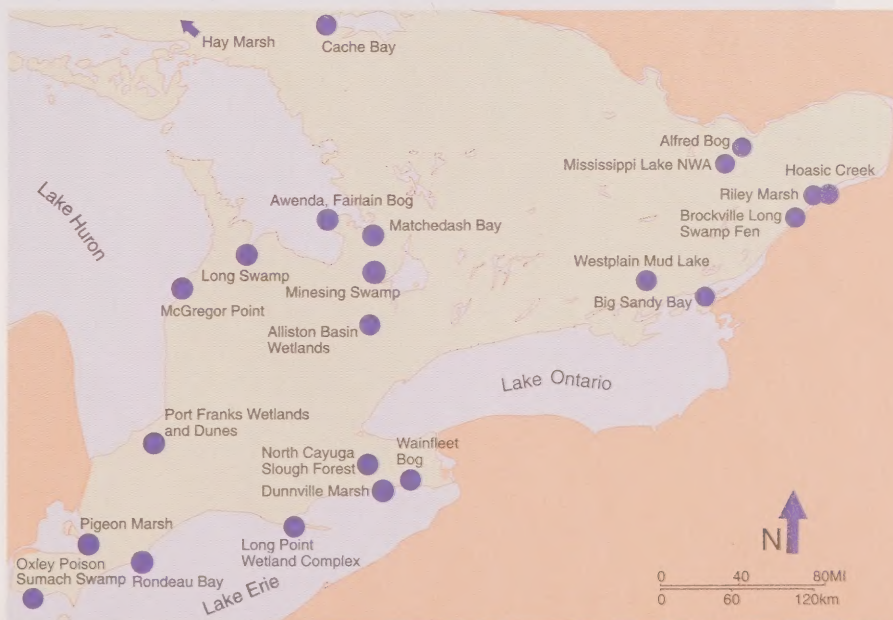 Hay Marsh
Cache Bay
Alfred Bog
Mississippi Lake NWA
Hoasic Creek
Riley Marsh
Brockville Long
Swamp Fen
Lake Huron
Awenda, Fairlain Bog
Matchedash Bay
Long Swamp
Minesing Swamp
McGregor Point
Westplain Mud Lake
Big Sandy Bay
Alliston Basin
Wetlands
Lake Ontario
Port Franks Wetlands
and Dunes
North Cayuga
Slough Forest
Wainfleet
Bog
Dunnville Marsh
Pigeon Marsh
Long Point
Wetland Complex
Oxley Poison
Sumach Swamp
Rondeau Bay
Lake Erie
N
0 40 80MI
0 60 120km